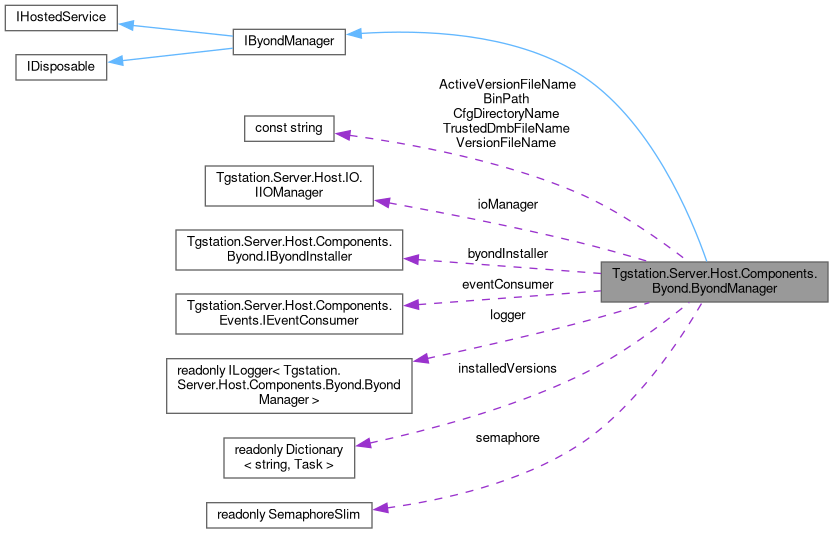 IHostedService
IByondManager
IDisposable
ActiveVersionFileName
BinPath
CfgDirectoryName
TrustedDmbFileName
VersionFileName
const string
Tgstation.Server.Host.IO.
IIOManager
ioManager
Tgstation.Server.Host.Components.
Byond.IByondInstaller
byondInstaller
Tgstation.Server.Host.Components.
Byond.ByondManager
eventConsumer
Tgstation.Server.Host.Components.
Events.IEventConsumer
logger
readonly ILogger< Tgstation.
Server.Host.Components.Byond.Byond
Manager >
installedVersions
readonly Dictionary
< string, Task >
semaphore
readonly SemaphoreSlim